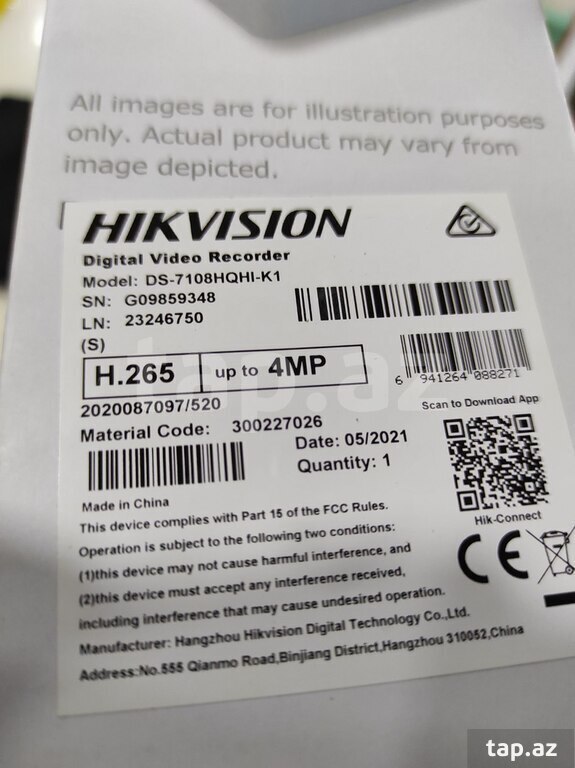 All images are for illustration purposes
only. Actual product may vary from
image depicted.
HIKVISION
Digital Video Recorder
Model: DS-7108HQHI-K1
SN: G09859348
LN: 23246750
(S)
H.265 up to 4MP
6 941264 088271
2020087097/520
Scan to Download App
Material Code: 300227026
Date: 05/2021
Quantity: 1
Hik-Connect
CE
Made in China
This device complies with Part 15 of the FCC Rules.
Operation is subject to the following two conditions:
(1)this device may not cause harmful interference, and
(2)this device must accept any interference received,
including interference that may cause undesired operation.
Manufacturer: Hangzhou Hikvision Digital Technology Co.,Ltd.
Address:No.555 Qianmo Road,Binjiang District,Hangzhou 310052,China
tap.az
tap.az